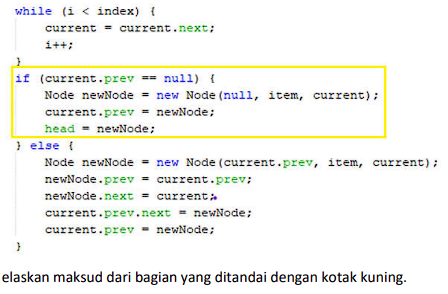 while (i < index) {
    current = current.next;
    i++;
}
if (current.prev == null) {
    Node newNode = new Node(null, item, current);
    current.prev = newNode;
    head = newNode;
} else {
    Node newNode = new Node(current.prev, item, current);
    newNode.prev = current.prev;
    newNode.next = current;
    current.prev.next = newNode;
    current.prev = newNode;
}
elaskan maksud dari bagian yang ditandai dengan kotak kuning.